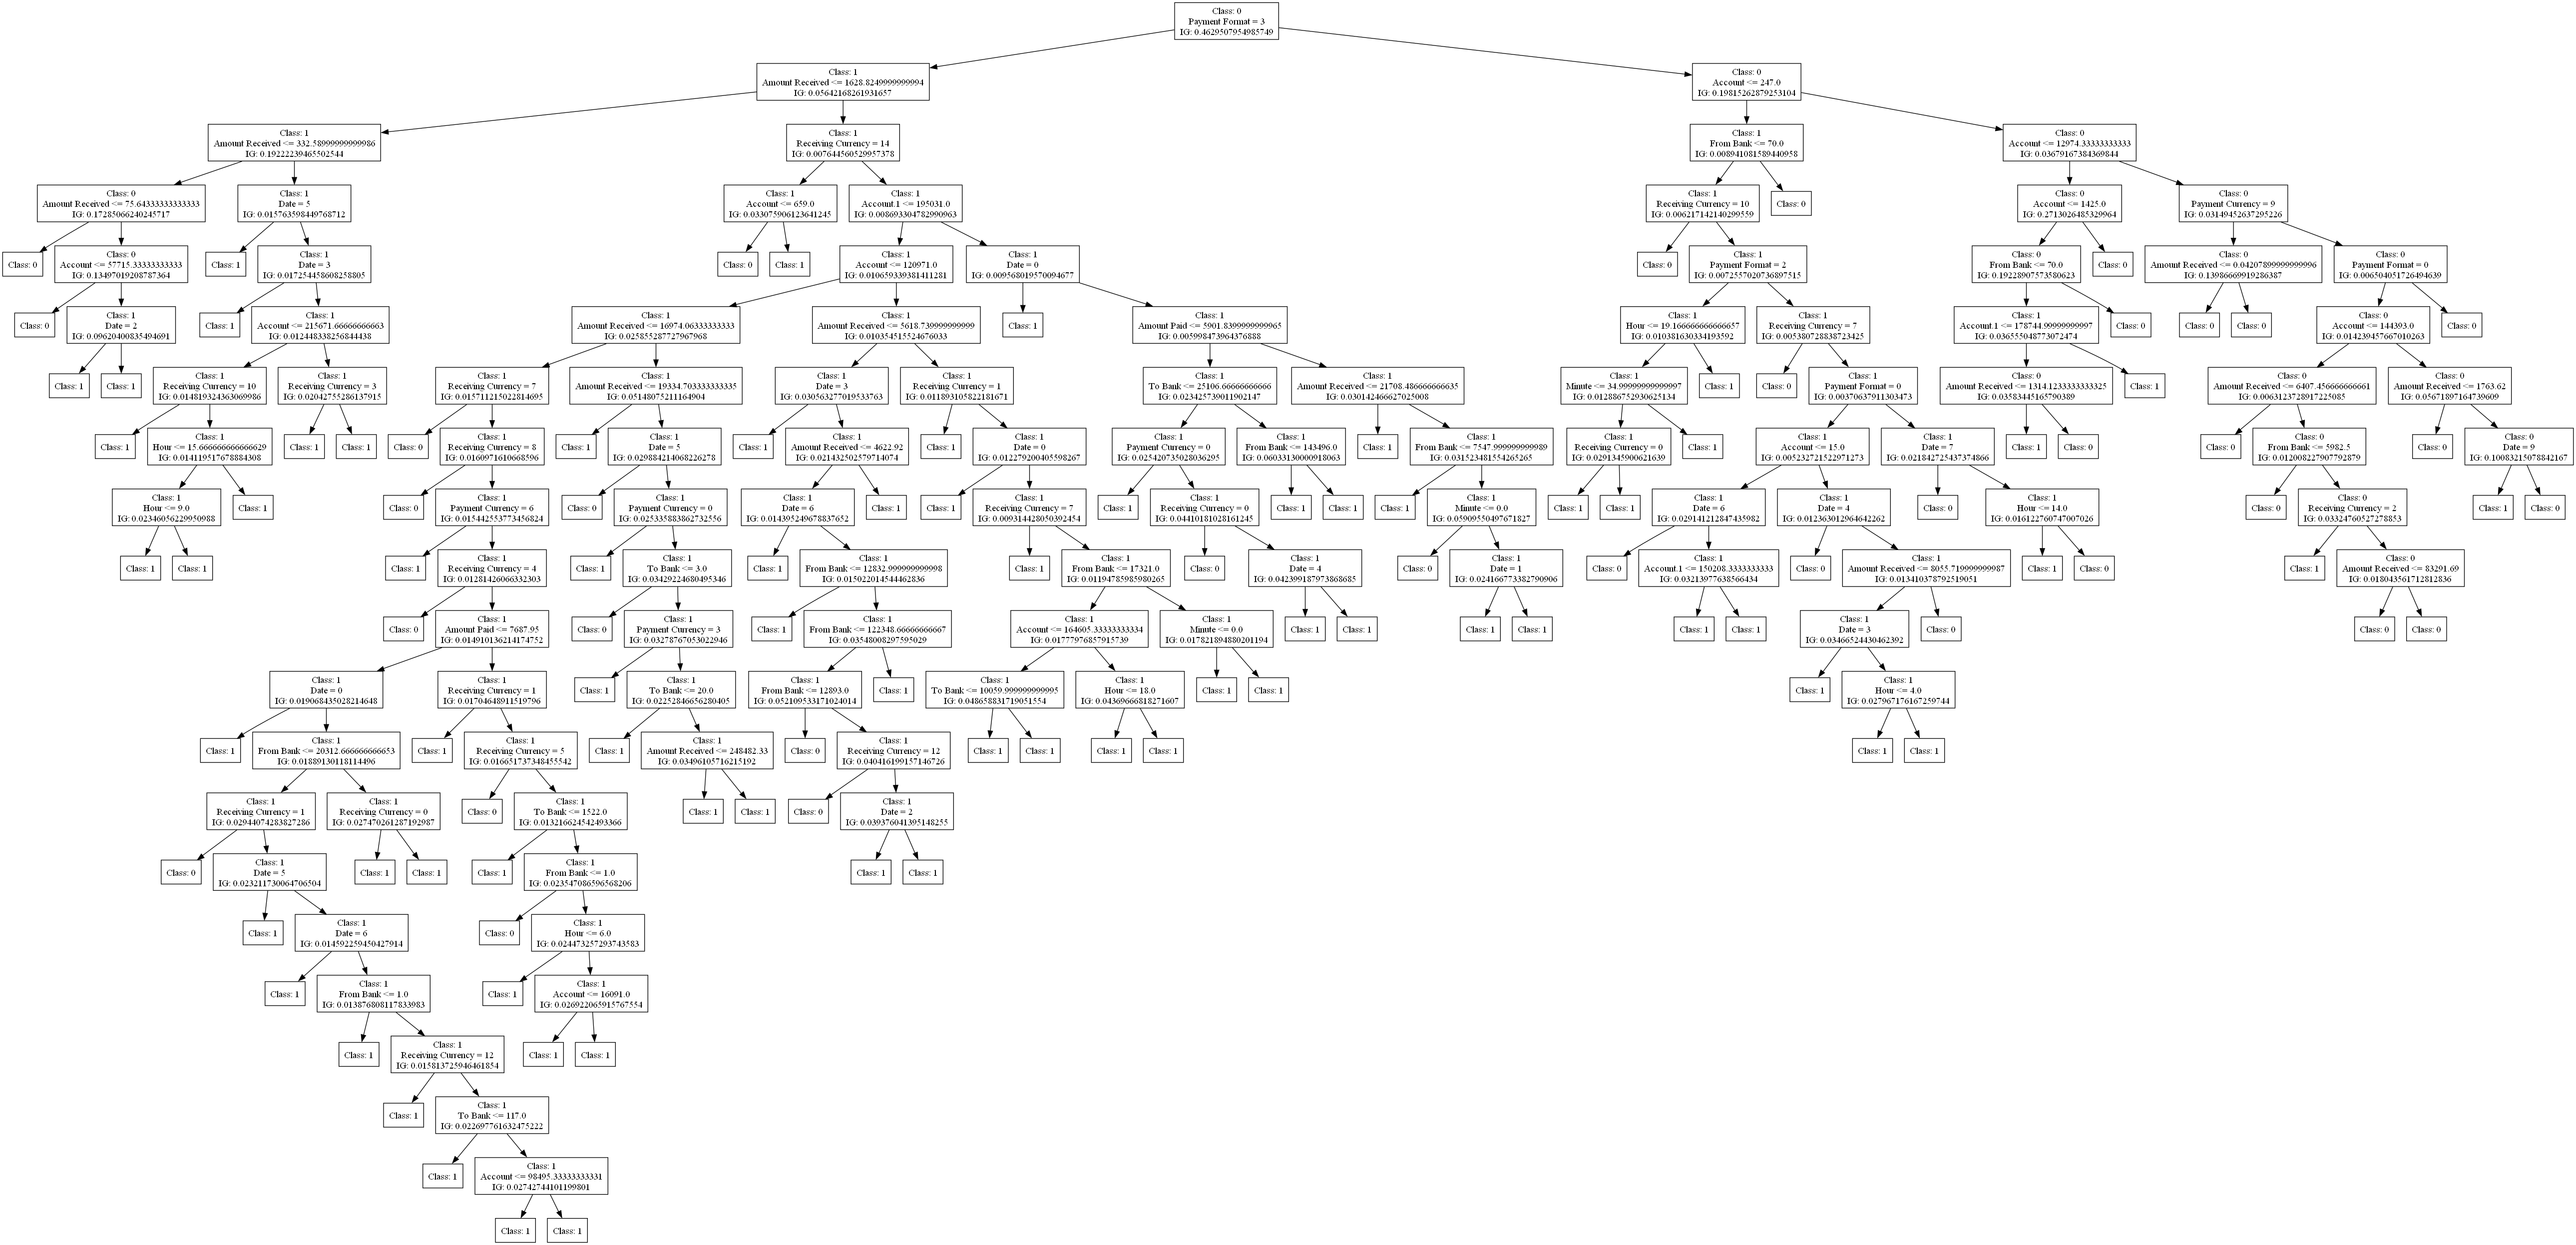 Class: 0
Payment Format = 3
IG: 0.4629507954985749
Class: 1
Amount Received <= 1628.8249999999994
IG: 0.05642168261931657
Class: 0
Account <= 247.0
IG: 0.19815262879253104
Class: 1
Amount Received <= 332.58999999999986
IG: 0.19222239465502544
Class: 1
Receiving Currency = 14
IG: 0.007644560529957378
Class: 1
From Bank <= 70.0
IG: 0.008941081589440958
Class: 0
Account <= 12974.33333333333
IG: 0.03679167384369844
Class: 0
Amount Received <= 75.64333333333333
IG: 0.17285066240245717
Class: 1
Date = 5
IG: 0.015763598449768712
Class: 1
Account <= 659.0
IG: 0.033075906123641245
Class: 1
Account.1 <= 195031.0
IG: 0.008693304782990963
Class: 1
Receiving Currency = 10
IG: 0.006217142140299559
Class: 0
Class: 0
Account <= 1425.0
IG: 0.2713026485329964
Class: 0
Payment Currency = 9
IG: 0.03149452637295226
Class: 0
Class: 0
Account <= 57715.33333333333
IG: 0.13497019208787364
Class: 1
Class: 1
Date = 3
IG: 0.017254458608258805
Class: 0
Class: 1
Class: 1
Account <= 120971.0
IG: 0.010659339381411281
Class: 1
Date = 0
IG: 0.009568019570094677
Class: 0
Class: 1
Payment Format = 2
IG: 0.0072557020736897515
Class: 0
From Bank <= 70.0
IG: 0.19228907573580623
Class: 0
Class: 0
Amount Received <= 0.04207899999999996
IG: 0.13986669919286387
Class: 0
Payment Format = 0
IG: 0.006504051726494639
Class: 0
Class: 1
Date = 2
IG: 0.09620400835494691
Class: 1
Class: 1
Account <= 215671.66666666663
IG: 0.012448338256844438
Class: 1
Amount Received <= 16974.06333333333
IG: 0.025855287727967968
Class: 1
Amount Received <= 5618.739999999999
IG: 0.010354515524676033
Class: 1
Class: 1
Amount Paid <= 5901.8399999999965
IG: 0.005998473964376888
Class: 1
Hour <= 19.166666666666657
IG: 0.010381630334193592
Class: 1
Receiving Currency = 7
IG: 0.005380728838723425
Class: 1
Account.1 <= 178744.99999999997
IG: 0.036555048773072474
Class: 0
Class: 0
Class: 0
Class: 0
Account <= 144393.0
IG: 0.014239457667010263
Class: 0
Class: 1
Class: 1
Class: 1
Receiving Currency = 10
IG: 0.014819324363069986
Class: 1
Receiving Currency = 3
IG: 0.02042755286137915
Class: 1
Receiving Currency = 7
IG: 0.015711215022814695
Class: 1
Amount Received <= 19334.703333333335
IG: 0.05148075211164904
Class: 1
Date = 3
IG: 0.030563277019533763
Class: 1
Receiving Currency = 1
IG: 0.011893105822181671
Class: 1
To Bank <= 25106.66666666666
IG: 0.023425739011902147
Class: 1
Amount Received <= 21708.486666666635
IG: 0.030142466627025008
Class: 1
Minute <= 34.99999999999997
IG: 0.012886752930625134
Class: 1
Class: 0
Class: 1
Payment Format = 0
IG: 0.00370637911303473
Class: 0
Amount Received <= 1314.1233333333325
IG: 0.03583445165790389
Class: 1
Class: 0
Amount Received <= 6407.456666666661
IG: 0.0063123728917225085
Class: 0
Amount Received <= 1763.62
IG: 0.05671897164739609
Class: 1
Class: 1
Hour <= 15.666666666666629
IG: 0.014119517678884308
Class: 1
Class: 1
Class: 0
Class: 1
Receiving Currency = 8
IG: 0.0160971610668596
Class: 1
Class: 1
Date = 5
IG: 0.029884214068226278
Class: 1
Class: 1
Amount Received <= 4622.92
IG: 0.021432502579714074
Class: 1
Class: 1
Date = 0
IG: 0.012279200405598267
Class: 1
Payment Currency = 0
IG: 0.025420735028036295
Class: 1
From Bank <= 143496.0
IG: 0.06033130000918063
Class: 1
Class: 1
From Bank <= 7547.999999999989
IG: 0.031523481554265265
Class: 1
Receiving Currency = 0
IG: 0.0291345900621639
Class: 1
Class: 1
Account <= 15.0
IG: 0.005232721522971273
Class: 1
Date = 7
IG: 0.021842725437374866
Class: 1
Class: 0
Class: 0
Class: 0
From Bank <= 5982.5
IG: 0.012008227907792879
Class: 0
Class: 0
Date = 9
IG: 0.10083215078842167
Class: 1
Hour <= 9.0
IG: 0.02346056229950988
Class: 1
Class: 0
Class: 1
Payment Currency = 6
IG: 0.015442553773456824
Class: 0
Class: 1
Payment Currency = 0
IG: 0.025335883862732556
Class: 1
Date = 6
IG: 0.014395249678837652
Class: 1
Class: 1
Class: 1
Receiving Currency = 7
IG: 0.009314428050392454
Class: 1
Class: 1
Receiving Currency = 0
IG: 0.04410181028161245
Class: 1
Class: 1
Class: 1
Class: 1
Minute <= 0.0
IG: 0.05909550497671827
Class: 1
Class: 1
Class: 1
Date = 6
IG: 0.029141212847435982
Class: 1
Date = 4
IG: 0.012363012964642262
Class: 0
Class: 1
Hour <= 14.0
IG: 0.016122760747007026
Class: 0
Class: 0
Receiving Currency = 2
IG: 0.03324760527278853
Class: 1
Class: 0
Class: 1
Class: 1
Class: 1
Class: 1
Receiving Currency = 4
IG: 0.01281426066332303
Class: 1
Class: 1
To Bank <= 3.0
IG: 0.03429224680495346
Class: 1
Class: 1
From Bank <= 12832.999999999998
IG: 0.015022014544462836
Class: 1
Class: 1
From Bank <= 17321.0
IG: 0.01194785985980265
Class: 0
Class: 1
Date = 4
IG: 0.042399187973868685
Class: 0
Class: 1
Date = 1
IG: 0.024166773382790906
Class: 0
Class: 1
Account.1 <= 150208.3333333333
IG: 0.03213977638566434
Class: 0
Class: 1
Amount Received <= 8055.719999999987
IG: 0.013410378792519051
Class: 1
Class: 0
Class: 1
Class: 0
Amount Received <= 83291.69
IG: 0.018043561712812836
Class: 0
Class: 1
Amount Paid <= 7687.95
IG: 0.014910136214174752
Class: 0
Class: 1
Payment Currency = 3
IG: 0.03278767053022946
Class: 1
Class: 1
From Bank <= 122348.66666666667
IG: 0.03548008297595029
Class: 1
Account <= 164605.33333333334
IG: 0.01777976857915739
Class: 1
Minute <= 0.0
IG: 0.017821894880201194
Class: 1
Class: 1
Class: 1
Class: 1
Class: 1
Class: 1
Class: 1
Date = 3
IG: 0.03466524430462392
Class: 0
Class: 0
Class: 0
Class: 1
Date = 0
IG: 0.019068435028214648
Class: 1
Receiving Currency = 1
IG: 0.01704648911519796
Class: 1
Class: 1
To Bank <= 20.0
IG: 0.02252846656280405
Class: 1
From Bank <= 12893.0
IG: 0.052109533171024014
Class: 1
Class: 1
To Bank <= 10059.999999999995
IG: 0.048658831719051554
Class: 1
Hour <= 18.0
IG: 0.04369666818271607
Class: 1
Class: 1
Class: 1
Class: 1
Hour <= 4.0
IG: 0.027967176167259744
Class: 1
Class: 1
From Bank <= 20312.666666666653
IG: 0.01889130118114496
Class: 1
Class: 1
Receiving Currency = 5
IG: 0.016651737348455542
Class: 1
Class: 1
Amount Received <= 248482.33
IG: 0.03496105716215192
Class: 0
Class: 1
Receiving Currency = 12
IG: 0.040416199157146726
Class: 1
Class: 1
Class: 1
Class: 1
Class: 1
Class: 1
Class: 1
Receiving Currency = 1
IG: 0.02944074283827286
Class: 1
Receiving Currency = 0
IG: 0.027470261287192987
Class: 0
Class: 1
To Bank <= 1522.0
IG: 0.013216624542493366
Class: 1
Class: 1
Class: 0
Class: 1
Date = 2
IG: 0.039376041395148255
Class: 0
Class: 1
Date = 5
IG: 0.023211730064706504
Class: 1
Class: 1
Class: 1
Class: 1
From Bank <= 1.0
IG: 0.023547086596568206
Class: 1
Class: 1
Class: 1
Class: 1
Date = 6
IG: 0.014592259450427914
Class: 0
Class: 1
Hour <= 6.0
IG: 0.024473257293743583
Class: 1
Class: 1
From Bank <= 1.0
IG: 0.013876808117833983
Class: 1
Class: 1
Account <= 16091.0
IG: 0.026922065915767554
Class: 1
Class: 1
Receiving Currency = 12
IG: 0.015813725946461854
Class: 1
Class: 1
Class: 1
Class: 1
To Bank <= 117.0
IG: 0.022697761632475222
Class: 1
Class: 1
Account <= 98495.33333333331
IG: 0.02742744101199801
Class: 1
Class: 1